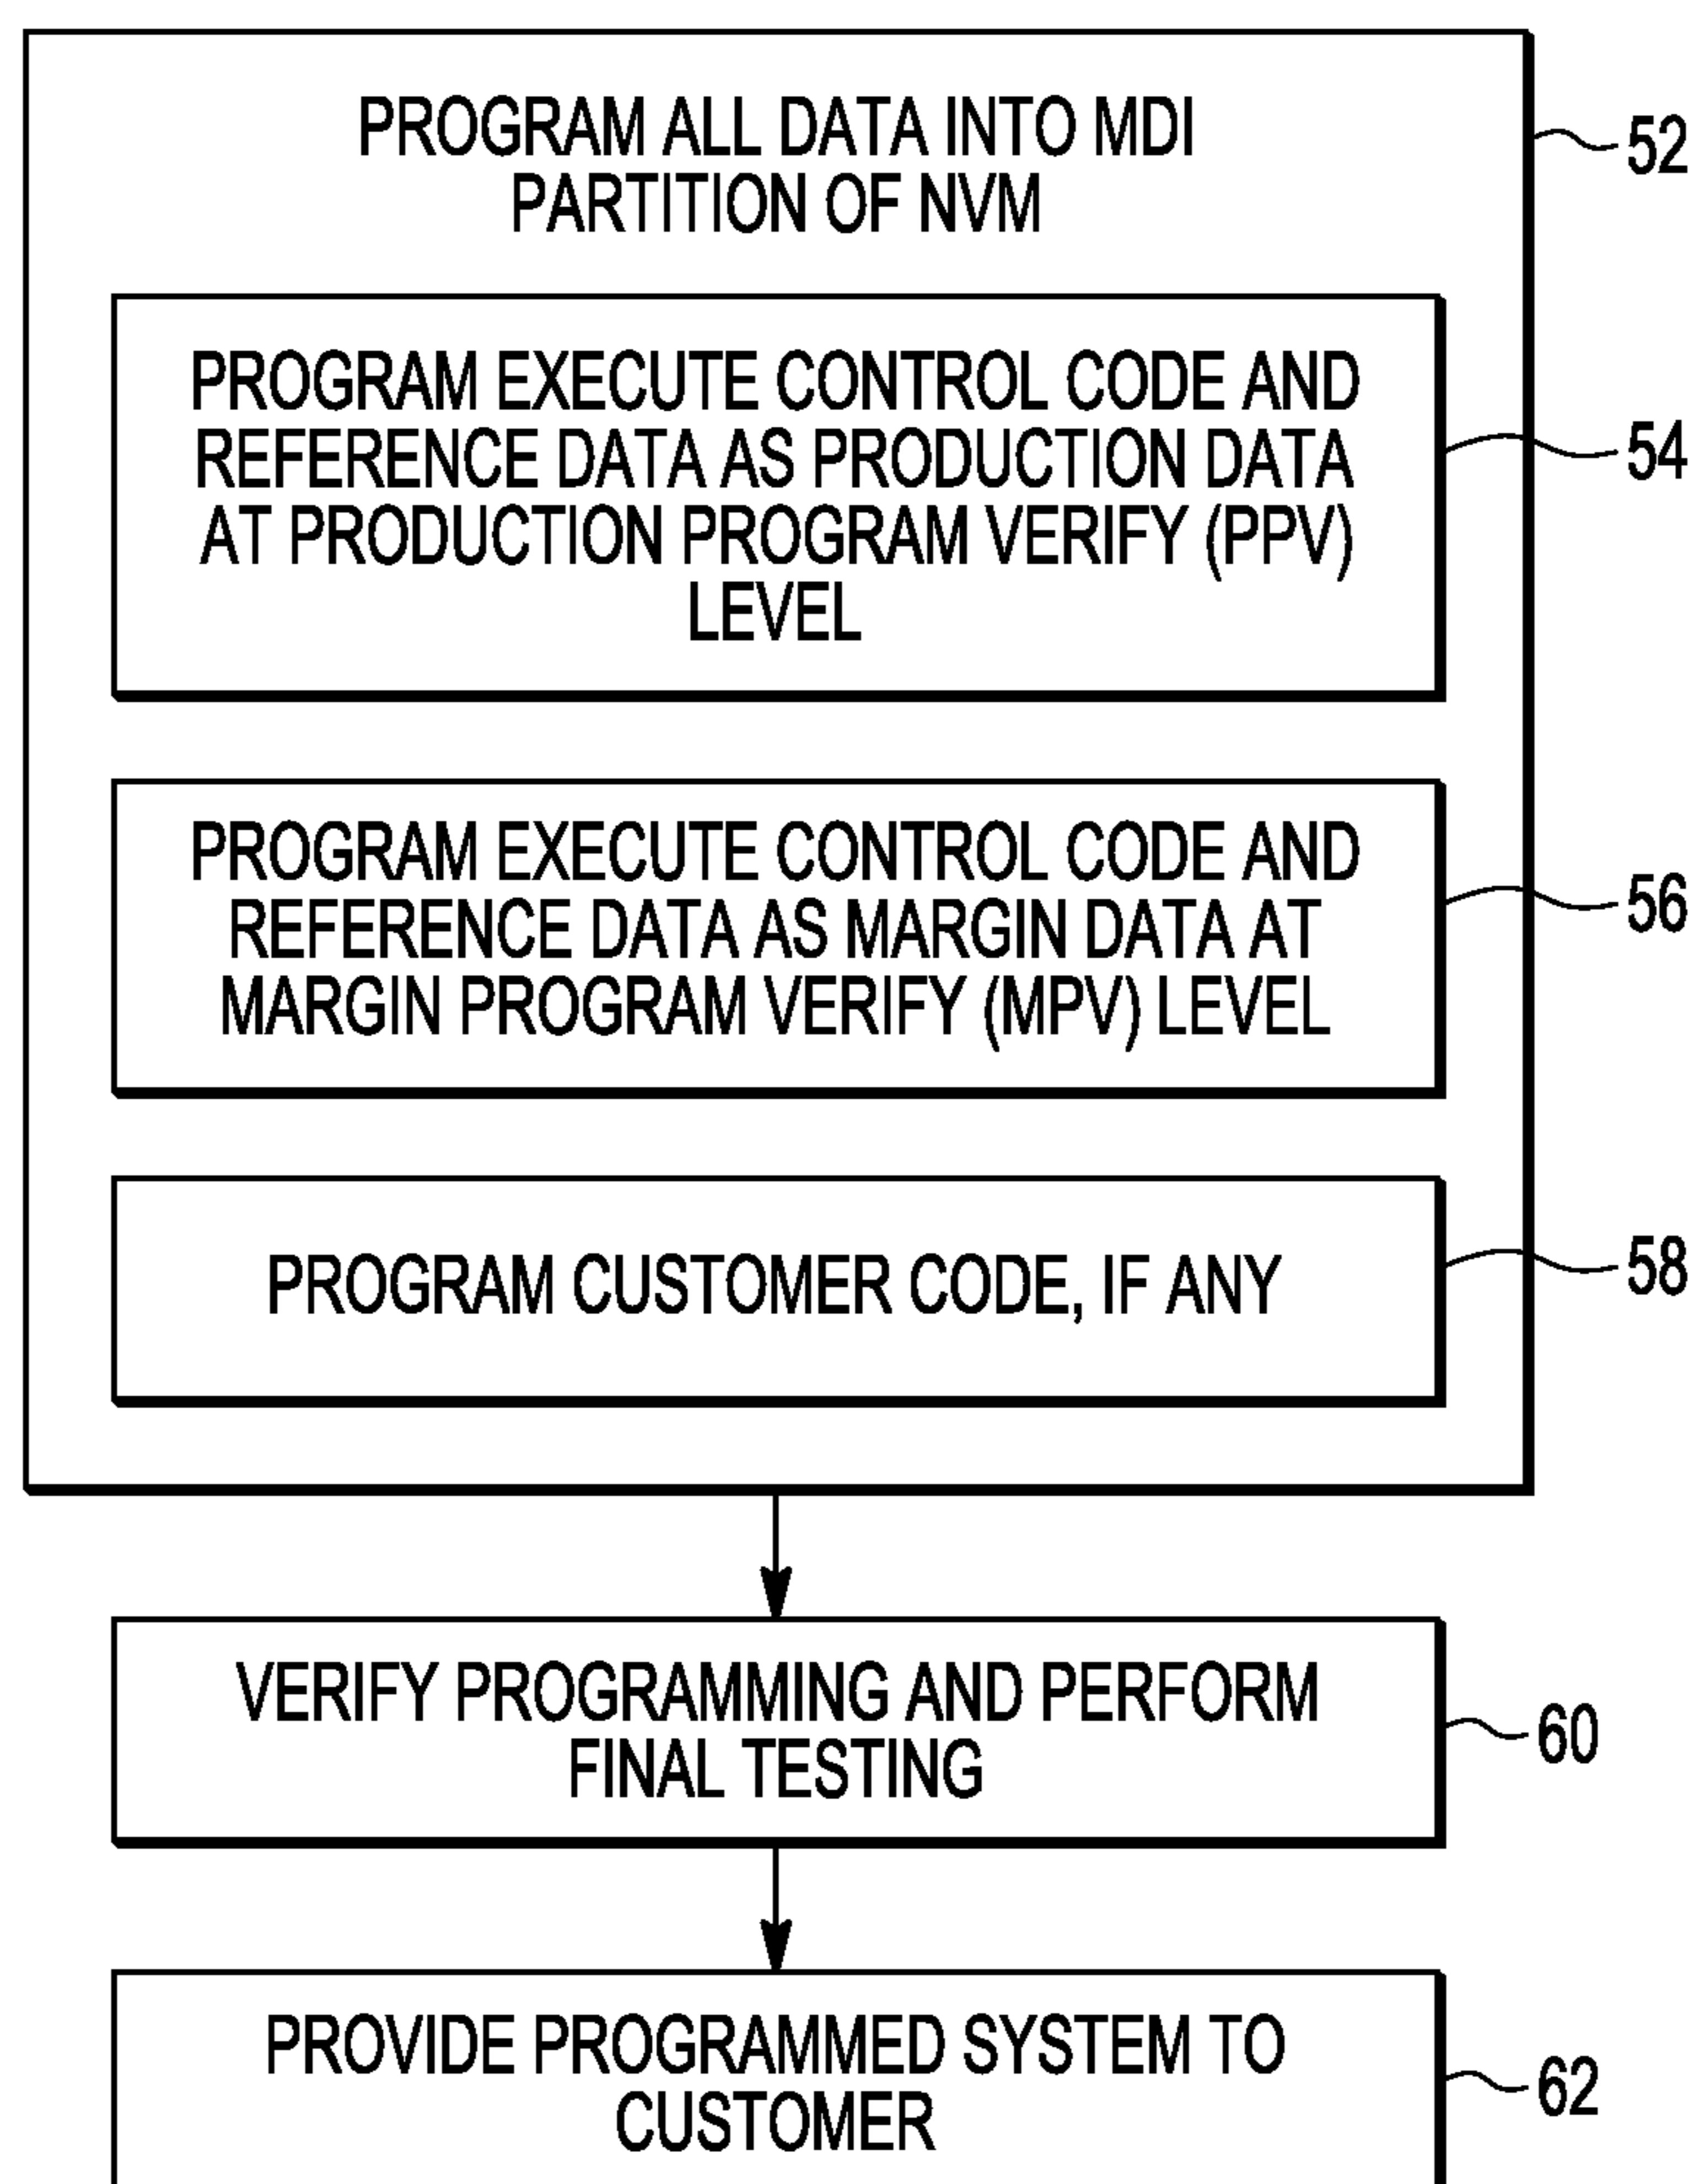 PROGRAM ALL DATA INTO MDI
PARTITION OF NVM
52
PROGRAM EXECUTE CONTROL CODE AND
REFERENCE DATA AS PRODUCTION DATA
AT PRODUCTION PROGRAM VERIFY (PPV)
LEVEL
54
PROGRAM EXECUTE CONTROL CODE AND
REFERENCE DATA AS MARGIN DATA AT
MARGIN PROGRAM VERIFY (MPV) LEVEL
56
PROGRAM CUSTOMER CODE, IF ANY
58
VERIFY PROGRAMMING AND PERFORM
FINAL TESTING
60
PROVIDE PROGRAMMED SYSTEM TO
CUSTOMER
62